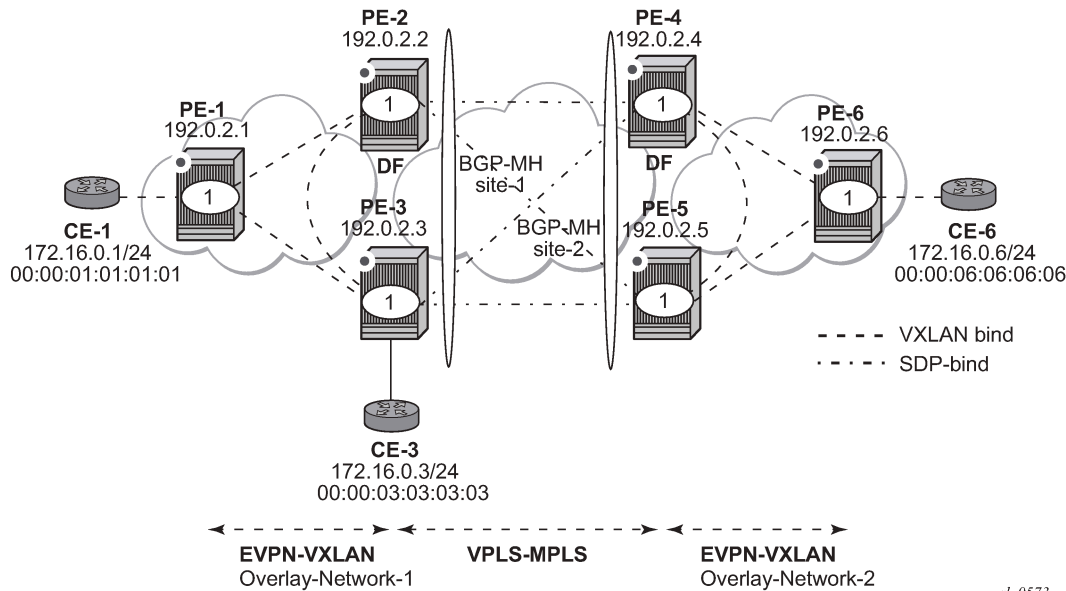 PE-2
192.0.2.2
1
DF
PE-4
192.0.2.4
1
DF
PE-1
192.0.2.1
1
PE-6
192.0.2.6
1
BGP-MH
site-1
BGP-MH
site-2
CE-1
172.16.0.1/24
00:00:01:01:01:01
PE-3
192.0.2.3
1
PE-5
192.0.2.5
1
CE-6
172.16.0.6/24
00:00:06:06:06:06
VXLAN bind
SDP-bind
CE-3
172.16.0.3/24
00:00:03:03:03:03
EVPN-VXLAN
Overlay-Network-1
VPLS-MPLS
EVPN-VXLAN
Overlay-Network-2